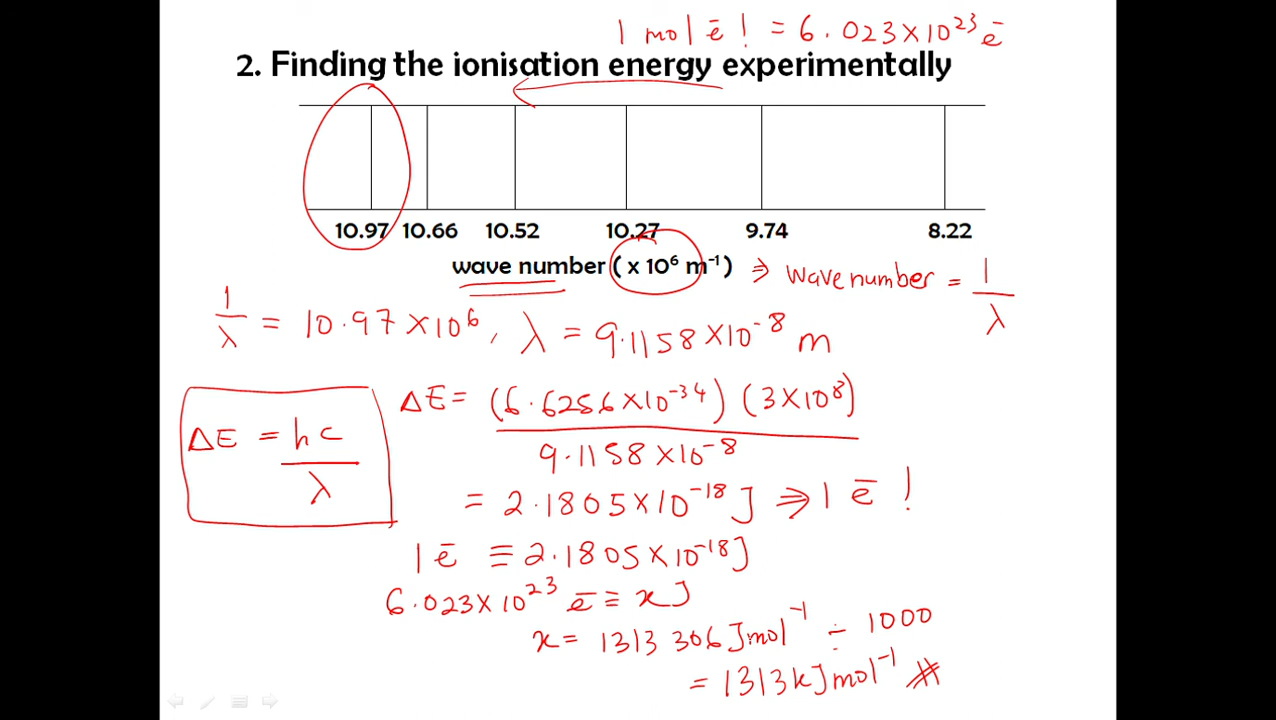 1 mol ē ! = 6.023×10²³ ē
2. Finding the ionisation energy experimentally
10.97 10.66 10.52 10.27 9.74 8.22
wave number ( x 10⁶ m⁻¹) ⇒ Wave number = 1/λ
1/λ = 10.97×10⁶, λ = 9.1158×10⁻⁸ m
ΔE = (6.6256×10⁻³⁴) (3×10⁸) / 9.1158×10⁻⁸
ΔE = hc/λ
= 2.1805×10⁻¹⁸ J ⇒ 1 ē !
1 ē ≡ 2.1805×10⁻¹⁸ J
6.023×10²³ ē ≡ x J
x = 1313 306 J mol⁻¹ ÷ 1000
= 1313 kJ mol⁻¹ #